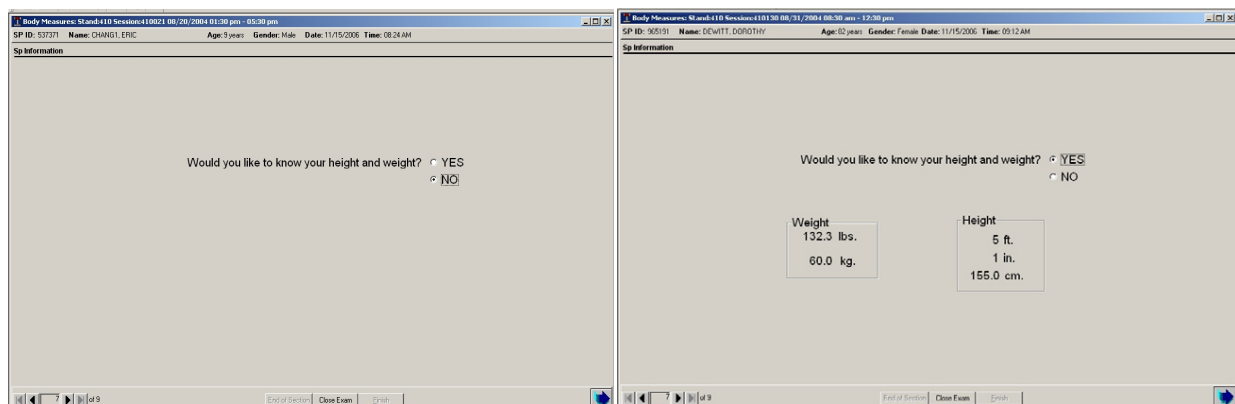 Body Measures: Stand:410 Session:410021 08/20/2004 01:30 pm - 05:30 pm
SP ID: 537371 Name: CHANG1, ERIC Age: 9 years Gender: Male Date: 11/15/2006 Time: 08:24 AM
Sp Information
Would you like to know your height and weight? YES
NO
7 of 9 End of Section Close Exam Finish
Body Measures: Stand:410 Session:410130 08/31/2004 08:30 am - 12:30 pm
SP ID: 965191 Name: DEWITT, DOROTHY Age: 82 years Gender: Female Date: 11/15/2006 Time: 09:12 AM
Sp Information
Would you like to know your height and weight? YES
NO
Weight
132.3 lbs.
60.0 kg.
Height
5 ft.
1 in.
155.0 cm.
7 of 9 End of Section Close Exam Finish